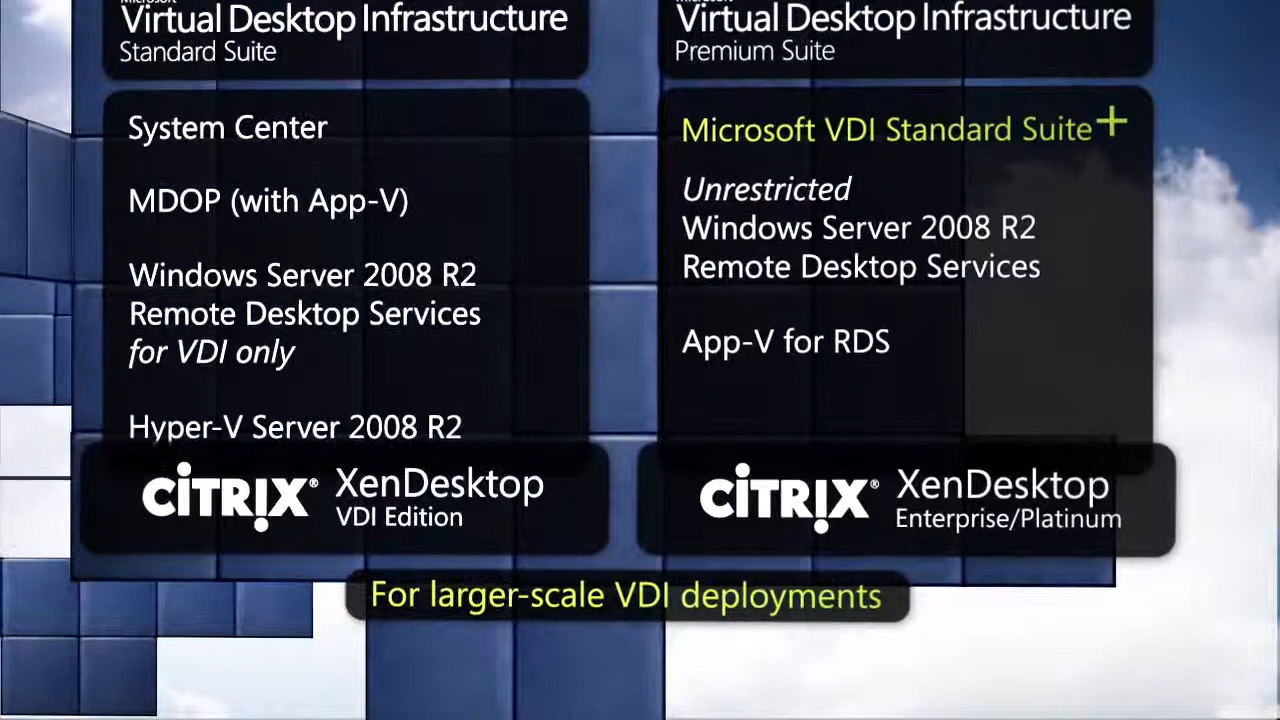 Microsoft
Virtual Desktop Infrastructure
Standard Suite
System Center
MDOP (with App-V)
Windows Server 2008 R2
Remote Desktop Services
for VDI only
Hyper-V Server 2008 R2
CITRIX® XenDesktop
VDI Edition
Microsoft
Virtual Desktop Infrastructure
Premium Suite
Microsoft VDI Standard Suite+
Unrestricted
Windows Server 2008 R2
Remote Desktop Services
App-V for RDS
CITRIX® XenDesktop
Enterprise/Platinum
For larger-scale VDI deployments